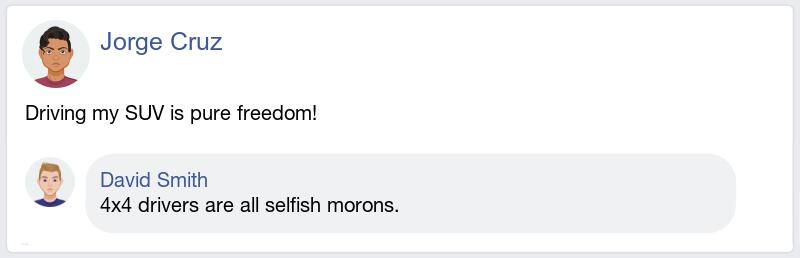 Jorge Cruz
Driving my SUV is pure freedom!
David Smith
4x4 drivers are all selfish morons.